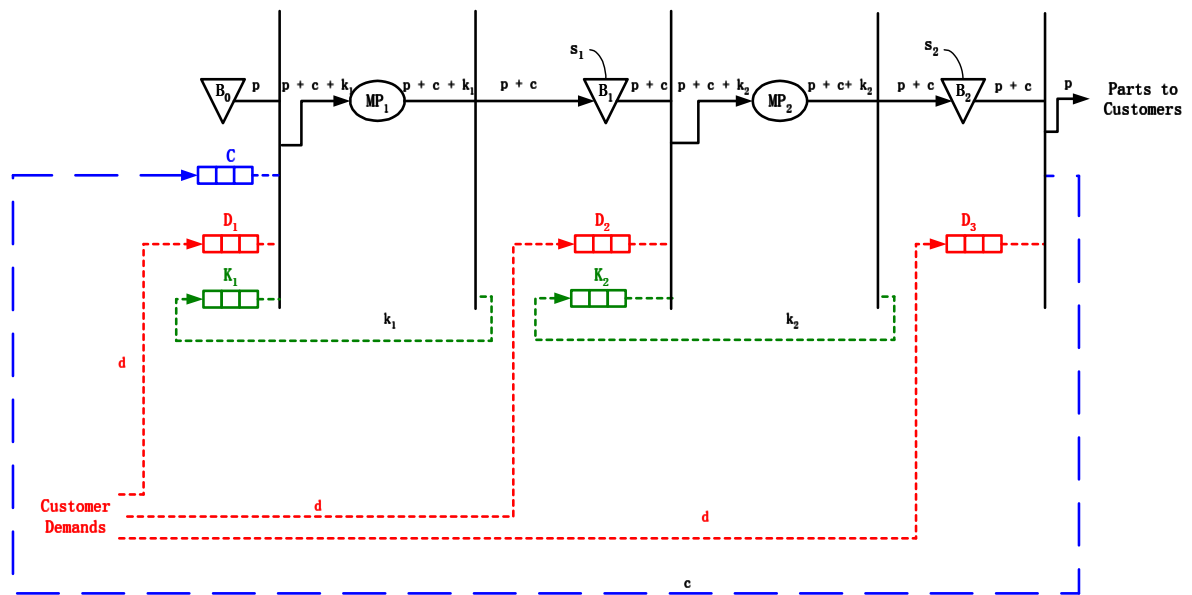 s₁
s₂
p
p + c + k₁
p + c + k₁
p + c
p + c
p + c + k₂
p + c+ k₂
p + c
p + c
p
B₀
MP₁
B₁
MP₂
B₂
Parts to
Customers
C
D₁
D₂
D₃
K₁
K₂
k₁
k₂
d
Customer
Demands
d
d
c